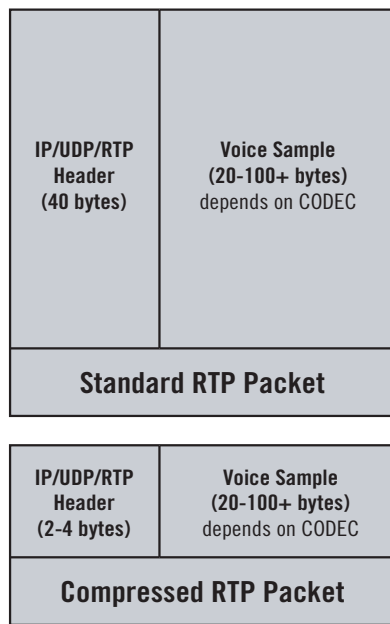 IP/UDP/RTP
Header
(40 bytes)
Voice Sample
(20-100+ bytes)
depends on CODEC
Standard RTP Packet
IP/UDP/RTP
Header
(2-4 bytes)
Voice Sample
(20-100+ bytes)
depends on CODEC
Compressed RTP Packet